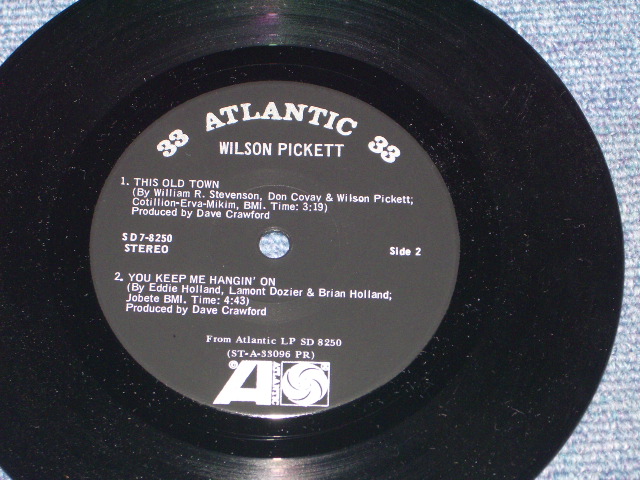 33 ATLANTIC 33
WILSON PICKETT
1. THIS OLD TOWN
(By William R. Stevenson, Don Covay & Wilson Pickett;
Cotillion-Erva-Mikim, BMI. Time: 3:19)
Produced by Dave Crawford
SD7-8250
STEREO
Side 2
2. YOU KEEP ME HANGIN' ON
(By Eddie Holland, Lamont Dozier & Brian Holland;
Jobete BMI. Time: 4:43)
Produced by Dave Crawford
From Atlantic LP SD 8250
(ST-A-33096 PR)
© A ATLANTIC ®